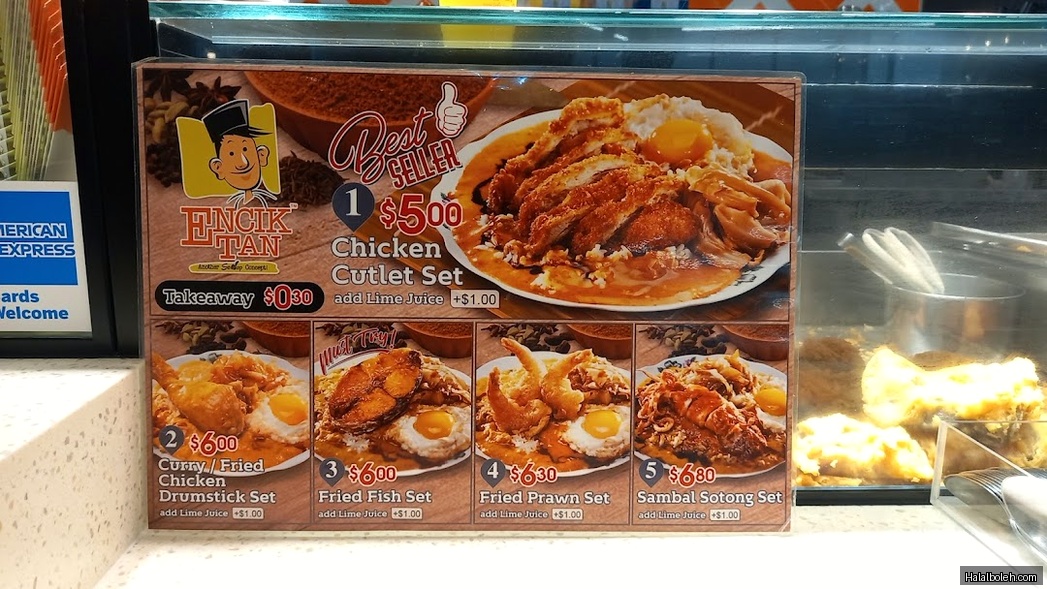 AMERICAN
EXPRESS
Cards
Welcome
ENCIK
TAN
Best
SELLER
1 $5.00
Chicken
Cutlet Set
add Lime Juice +$1.00
Takeaway $0.30
2 $6.00
Curry / Fried
Chicken
Drumstick Set
add Lime Juice +$1.00
Must Try!
3 $6.00
Fried Fish Set
add Lime Juice +$1.00
4 $6.30
Fried Prawn Set
add Lime Juice +$1.00
5 $6.80
Sambal Sotong Set
add Lime Juice +$1.00
Halalboleh.com